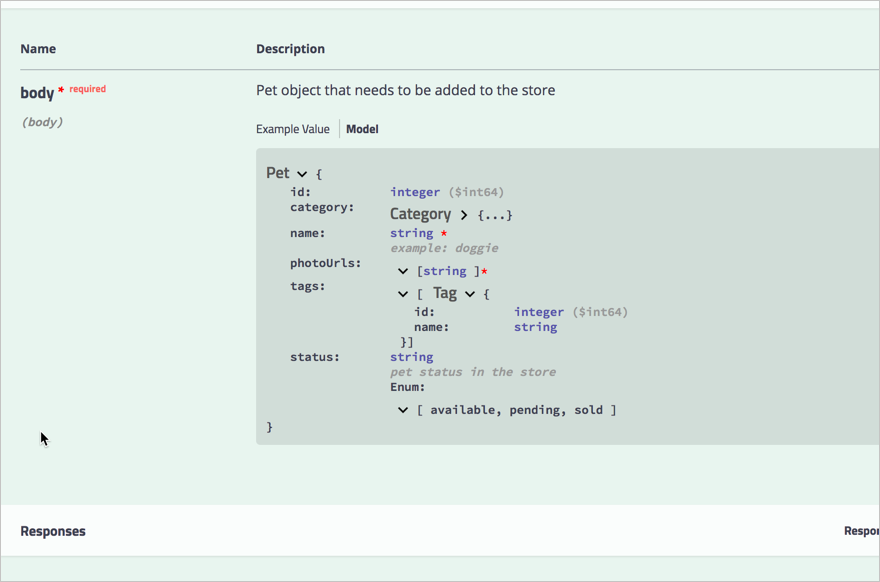 Name Description
body * required Pet object that needs to be added to the store
(body)
Example Value Model
Pet {
id: integer ($int64)
category: Category {...}
name: string *
example: doggie
photoUrls: [string ]*
tags: [ Tag {
id: integer ($int64)
name: string
}]
status: string
pet status in the store
Enum:
[ available, pending, sold ]
}
Responses